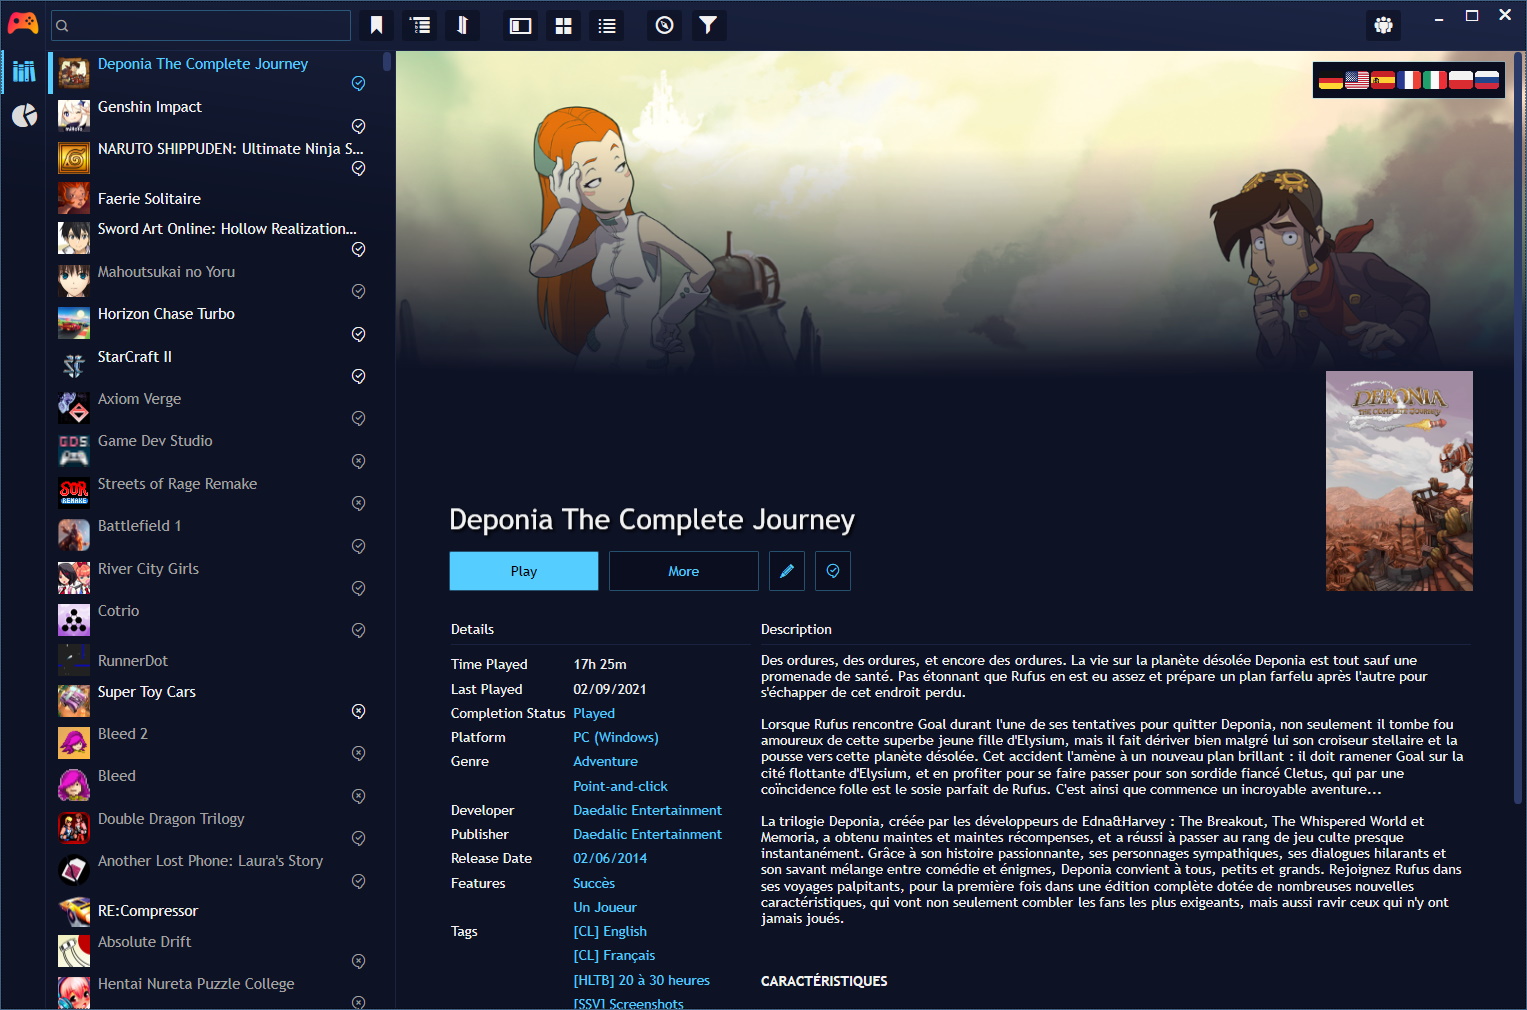 Deponia The Complete Journey
Genshin Impact
NARUTO SHIPPUDEN: Ultimate Ninja S...
Faerie Solitaire
Sword Art Online: Hollow Realization...
Mahoutsukai no Yoru
Horizon Chase Turbo
StarCraft II
Axiom Verge
GDS
Game Dev Studio
SOR
REMAKE
Streets of Rage Remake
Battlefield 1
River City Girls
Cotrio
RunnerDot
Super Toy Cars
Bleed 2
Bleed
Double Dragon Trilogy
Another Lost Phone: Laura's Story
RE:Compressor
Absolute Drift
Hentai Nureta Puzzle College
DEPONIA
THE COMPLETE JOURNEY
Deponia The Complete Journey
Play
More
Details
Time Played 17h 25m
Last Played 02/09/2021
Completion Status Played
Platform PC (Windows)
Genre Adventure
Point-and-click
Developer Daedalic Entertainment
Publisher Daedalic Entertainment
Release Date 02/06/2014
Features Succès
Un Joueur
Tags [CL] English
[CL] Français
[HLTB] 20 à 30 heures
[SSV] Screenshots
Description
Des ordures, des ordures, et encore des ordures. La vie sur la planète désolée Deponia est tout sauf une
promenade de santé. Pas étonnant que Rufus en est eu assez et prépare un plan farfelu après l'autre pour
s'échapper de cet endroit perdu.
Lorsque Rufus rencontre Goal durant l'une de ses tentatives pour quitter Deponia, non seulement il tombe fou
amoureux de cette superbe jeune fille d'Elysium, mais il fait dériver bien malgré lui son croiseur stellaire et la
pousse vers cette planète désolée. Cet accident l'amène à un nouveau plan brillant : il doit ramener Goal sur la
cité flottante d'Elysium, et en profiter pour se faire passer pour son sordide fiancé Cletus, qui par une
coïncidence folle est le sosie parfait de Rufus. C'est ainsi que commence un incroyable aventure...
La trilogie Deponia, créée par les développeurs de Edna&Harvey : The Breakout, The Whispered World et
Memoria, a obtenu maintes et maintes récompenses, et a réussi à passer au rang de jeu culte presque
instantanément. Grâce à son histoire passionnante, ses personnages sympathiques, ses dialogues hilarants et
son savant mélange entre comédie et énigmes, Deponia convient à tous, petits et grands. Rejoignez Rufus dans
ses voyages palpitants, pour la première fois dans une édition complète dotée de nombreuses nouvelles
caractéristiques, qui vont non seulement combler les fans les plus exigeants, mais aussi ravir ceux qui n'y ont
jamais joués.
CARACTÉRISTIQUES